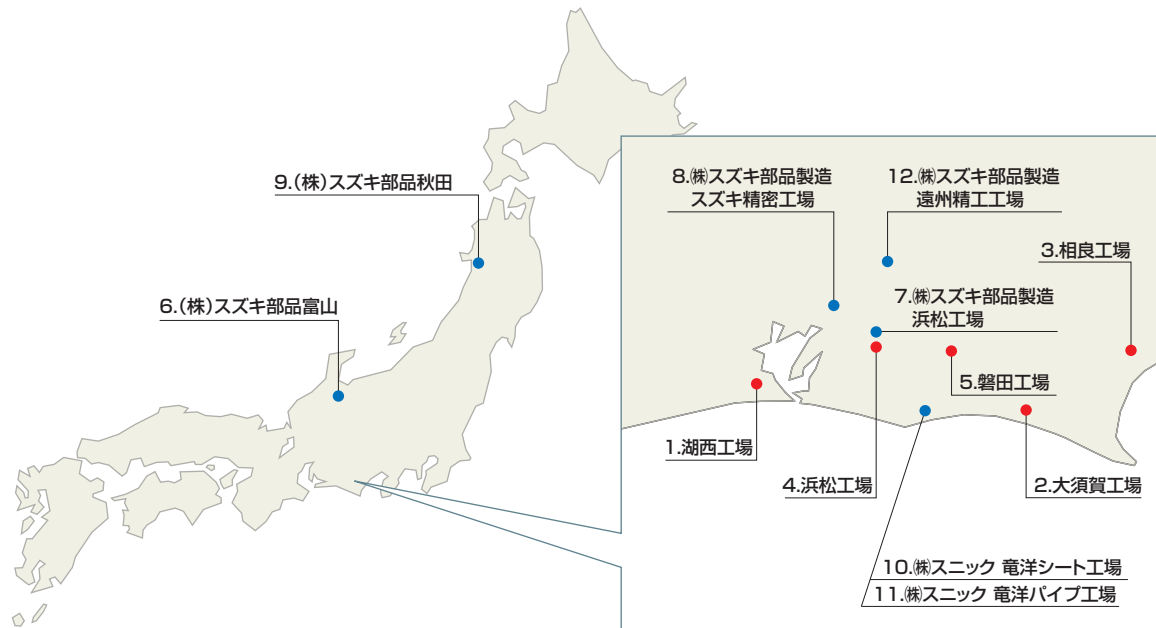 9.(株)スズキ部品秋田
6.(株)スズキ部品富山
8.㈱スズキ部品製造
スズキ精密工場
12.㈱スズキ部品製造
遠州精工工場
3.相良工場
7.㈱スズキ部品製造
浜松工場
5.磐田工場
1.湖西工場
4.浜松工場
2.大須賀工場
10.㈱スニック 竜洋シート工場
11.㈱スニック 竜洋パイプ工場